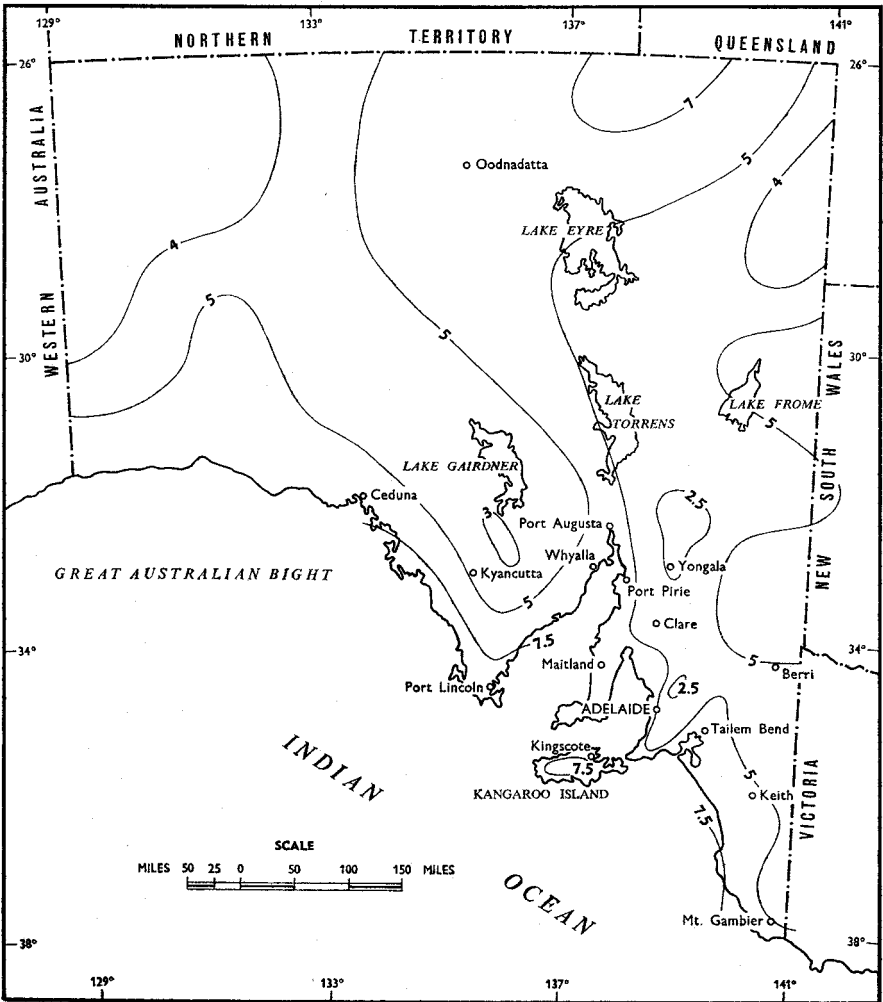 129°
133°
137°
141°
NORTHERN TERRITORY
QUEENSLAND
26°
26°
WESTERN AUSTRALIA
7
Oodnadatta
5
4
LAKE EYRE
4
5
5
30°
30°
LAKE TORRENS
LAKE FROME
5
NEW SOUTH WALES
LAKE GAIRDNER
Ceduna
3
2.5
Port Augusta
Whyalla
Yongala
GREAT AUSTRALIAN BIGHT
Kyancutta
Port Pirie
5
Clare
34°
34°
7.5
Maitland
5
Berri
Port Lincoln
2.5
ADELAIDE
Tailem Bend
Kingscote
7.5
KANGAROO ISLAND
5
Keith
VICTORIA
7.5
INDIAN
OCEAN
SCALE
MILES 50 25 0 50 100 150 MILES
Mt. Gambier
38°
38°
129°
133°
137°
141°